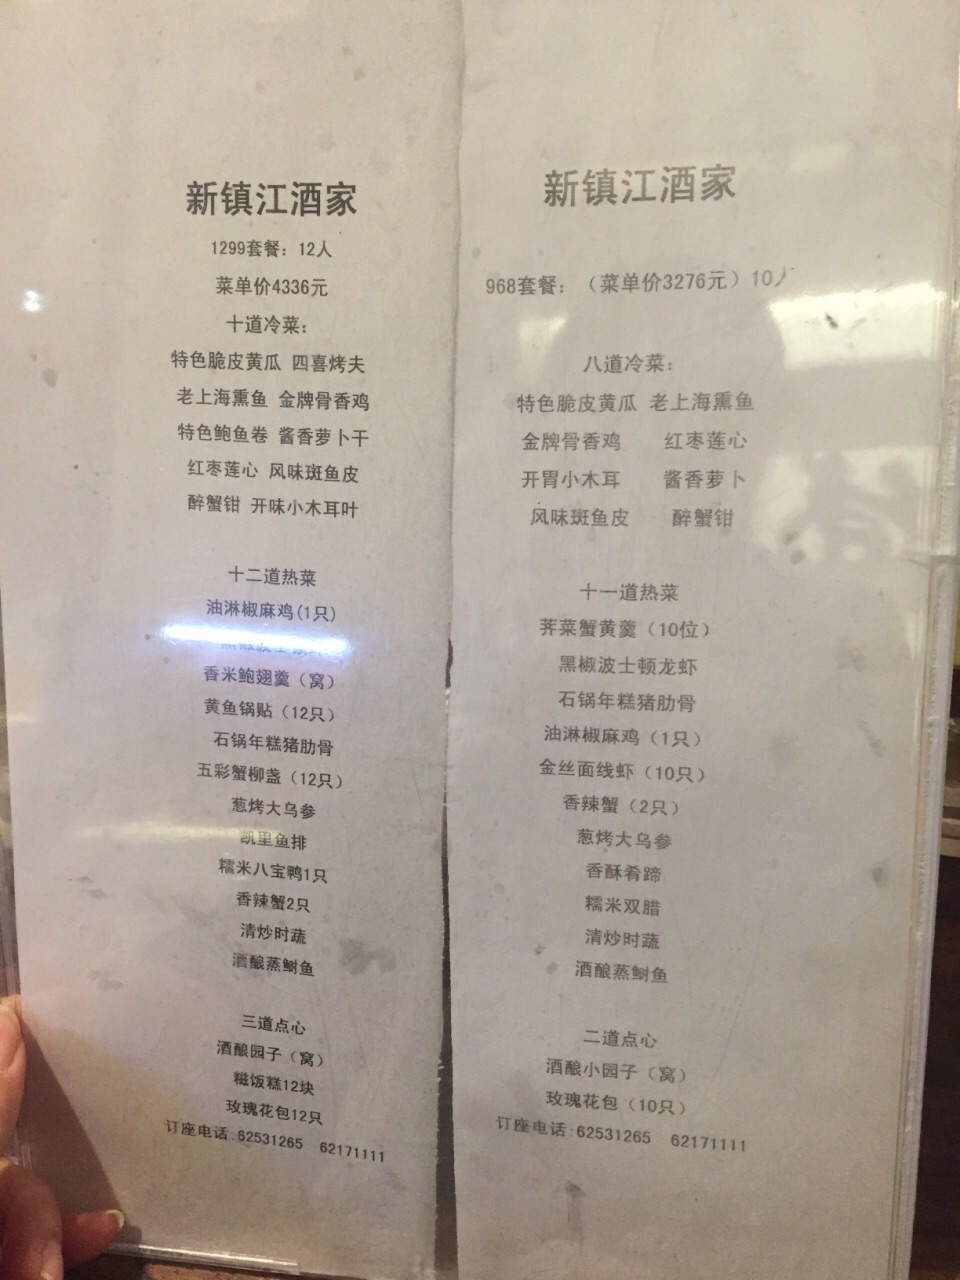 新镇江酒家
1299套餐：12人
菜单价4336元
十道冷菜：
特色脆皮黄瓜 四喜烤夫
老上海熏鱼 金牌骨香鸡
特色鲍鱼卷 酱香萝卜干
红枣莲心 风味斑鱼皮
醉蟹钳 开味小木耳叶
十二道热菜
油淋椒麻鸡(1只)
香米鲍翅羹（窝）
黄鱼锅贴（12只）
石锅年糕猪肋骨
五彩蟹柳盏（12只）
葱烤大乌参
凯里鱼排
糯米八宝鸭1只
香辣蟹2只
清炒时蔬
酒酿蒸鲥鱼
三道点心
酒酿园子（窝）
糍饭糕12块
玫瑰花包12只
订座电话:62531265 62171111
新镇江酒家
968套餐：（菜单价3276元）10人
八道冷菜：
特色脆皮黄瓜 老上海熏鱼
金牌骨香鸡 红枣莲心
开胃小木耳 酱香萝卜
风味斑鱼皮 醉蟹钳
十一道热菜
荠菜蟹黄羹（10位）
黑椒波士顿龙虾
石锅年糕猪肋骨
油淋椒麻鸡（1只）
金丝面线虾（10只）
香辣蟹（2只）
葱烤大乌参
香酥肴蹄
糯米双腊
清炒时蔬
酒酿蒸鲥鱼
二道点心
酒酿小园子（窝）
玫瑰花包（10只）
订座电话:62531265 62171111